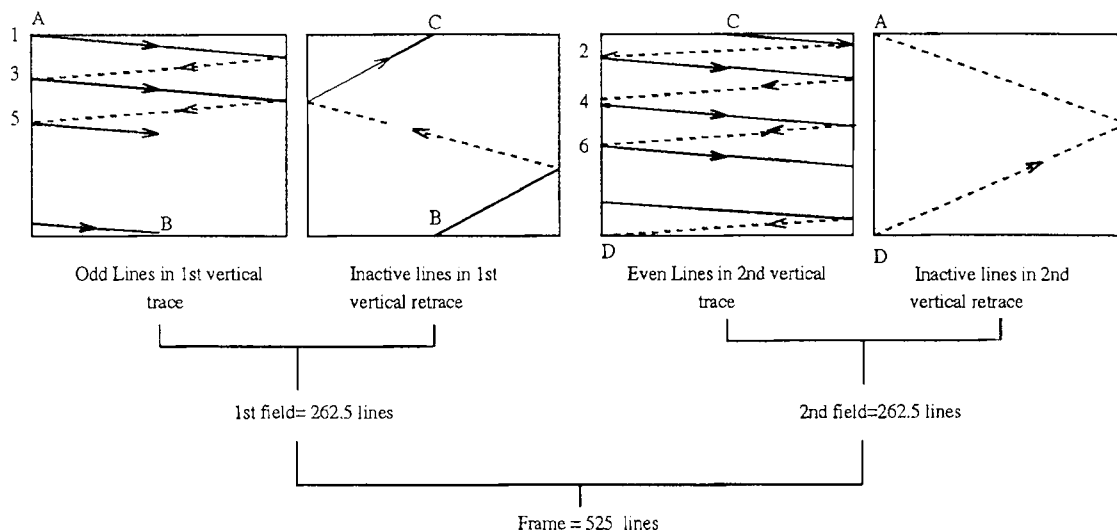 A
1
3
5
B
Odd Lines in 1st vertical
trace
C
B
Inactive lines in 1st
vertical retrace
C
2
4
6
D
Even Lines in 2nd vertical
trace
A
D
Inactive lines in 2nd
vertical retrace
1st field= 262.5 lines
2nd field=262.5 lines
Frame = 525 lines